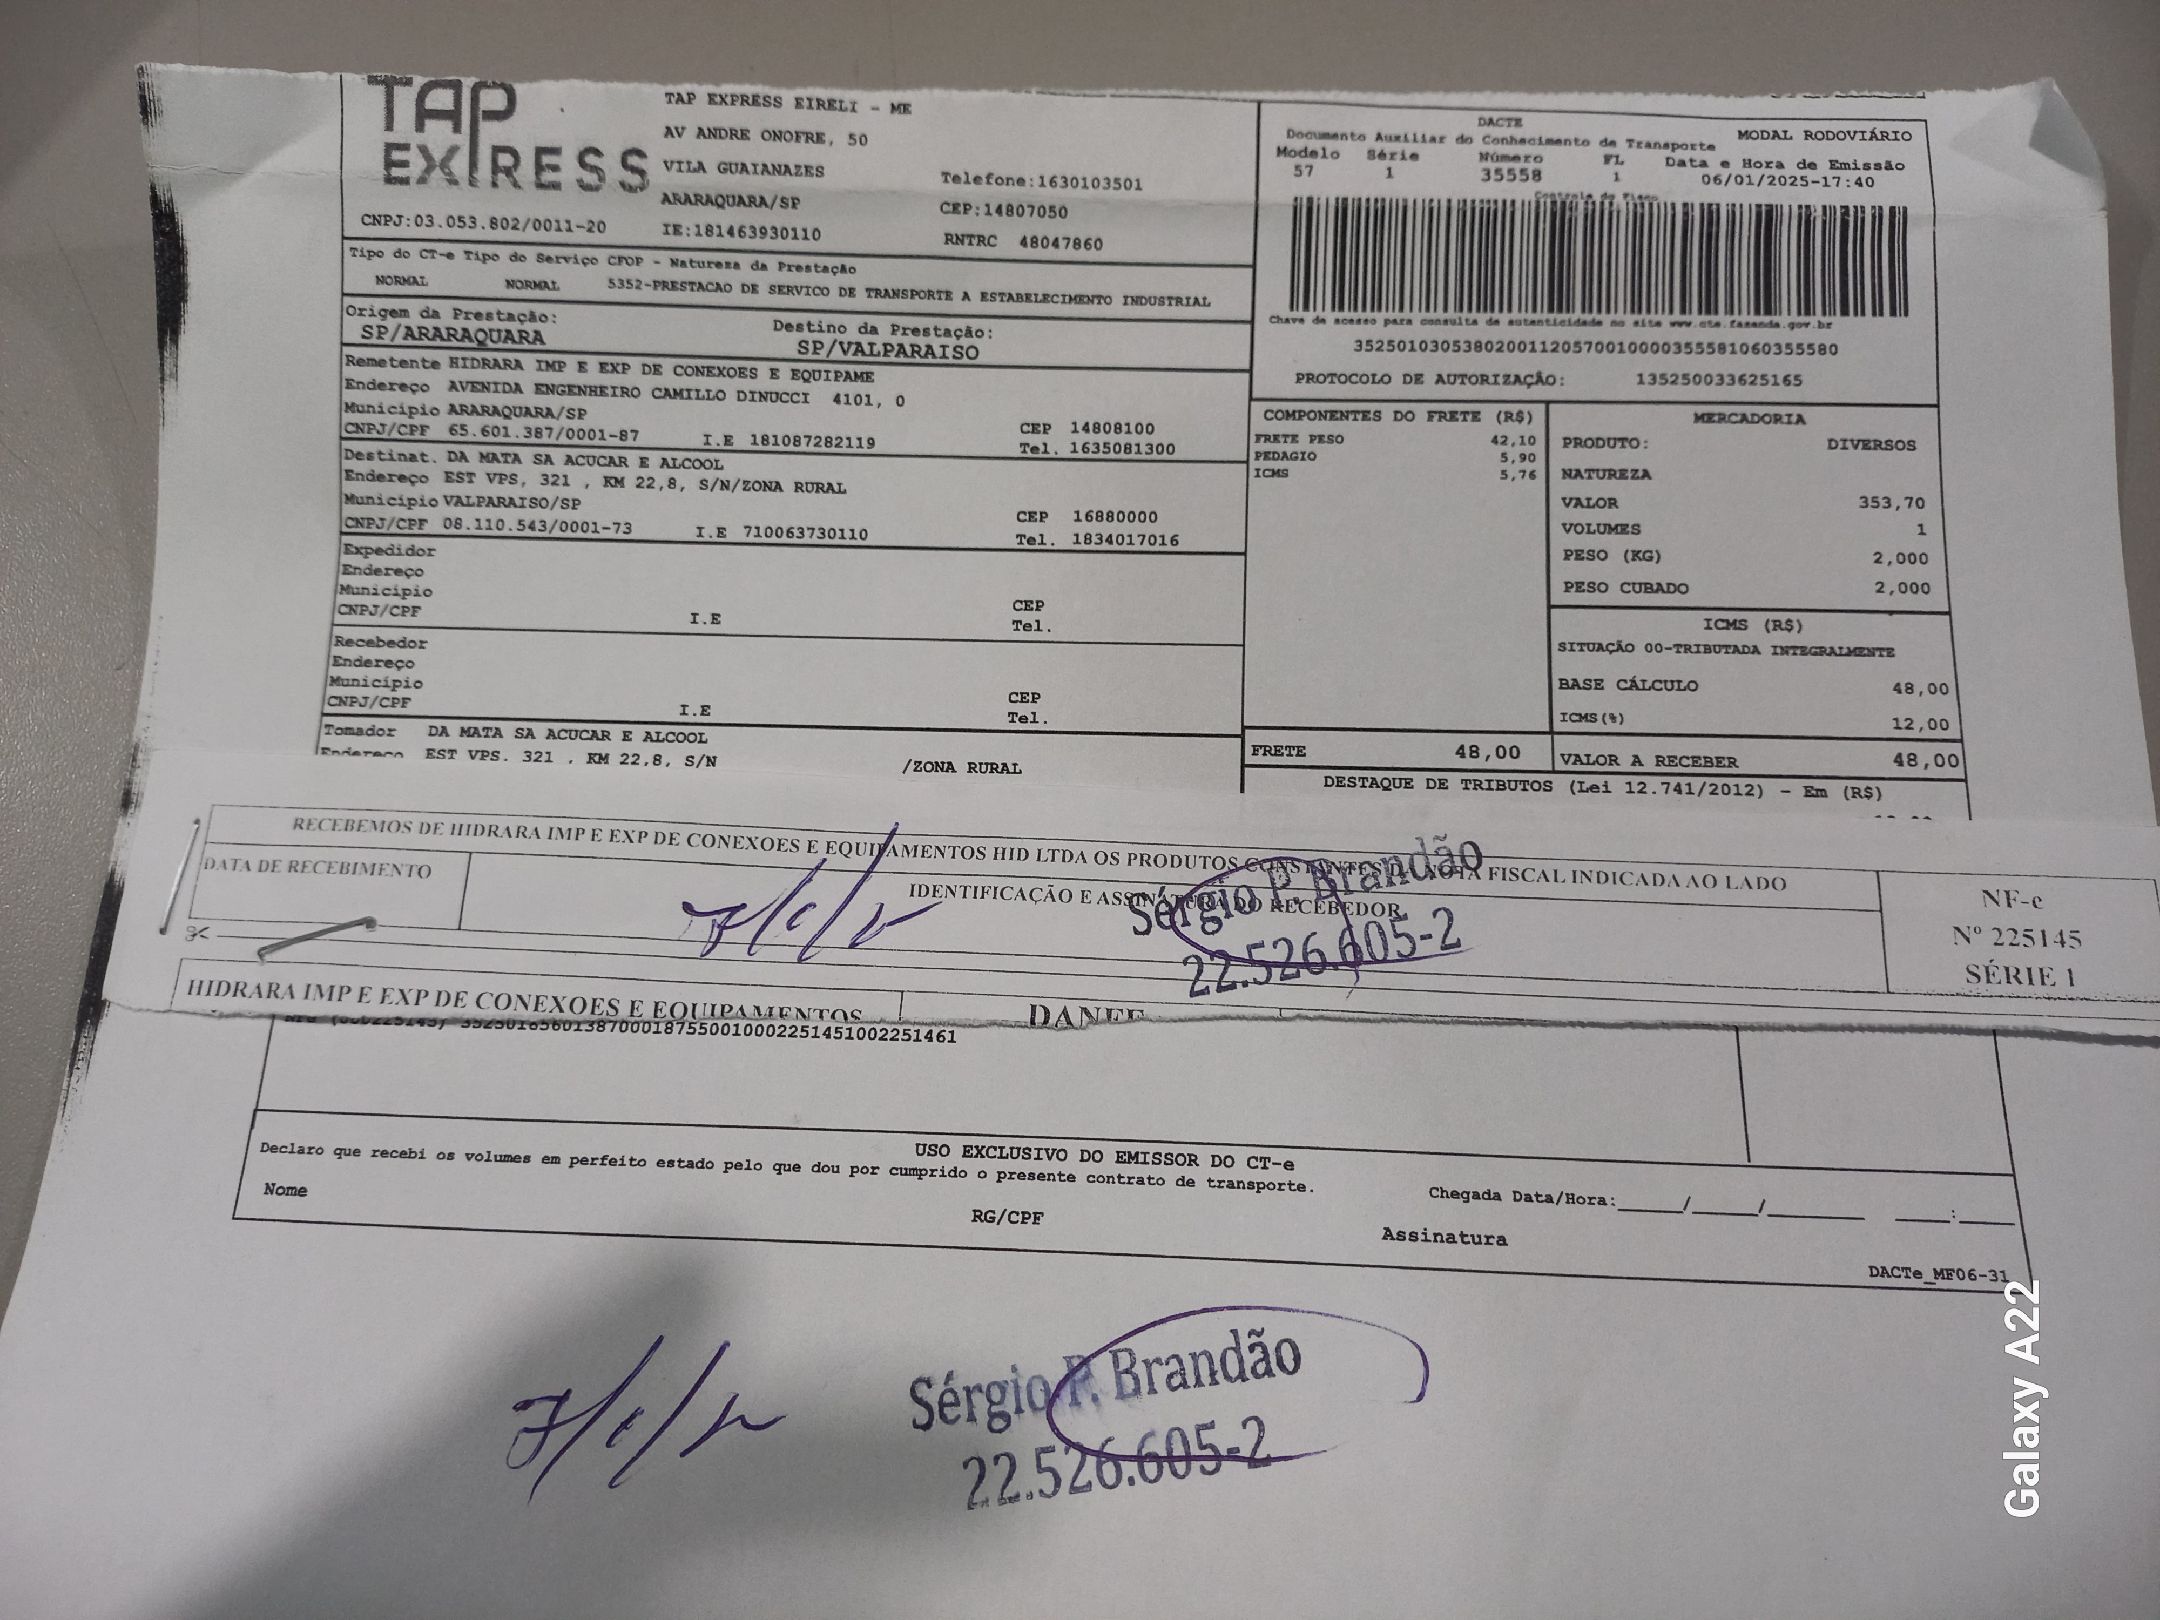 TAP
EXPRESS
TAP EXPRESS EIRELI - ME
AV ANDRE ONOFRE, 50
VILA GUAIANAZES
Telefone:1630103501
ARARAQUARA/SP
CEP:14807050
CNPJ:03.053.802/0011-20
IE:181463930110
RNTRC 48047860
DACTE
Documento Auxiliar do Conhecimento de Transporte
MODAL RODOVIÁRIO
Modelo Série Número FL Data e Hora de Emissão
57 1 35558 1 06/01/2025-17:40
Controle do Fisco
Chave de acesso para consulta de autenticidade no site www.cte.fazenda.gov.br
35250103053802001120570010000355581060355580
PROTOCOLO DE AUTORIZAÇÃO: 135250033625165
Tipo do CT-e Tipo do Serviço CFOP - Natureza da Prestação
NORMAL NORMAL 5352-PRESTACAO DE SERVICO DE TRANSPORTE A ESTABELECIMENTO INDUSTRIAL
Origem da Prestação: Destino da Prestação:
SP/ARARAQUARA SP/VALPARAISO
Remetente HIDRARA IMP E EXP DE CONEXOES E EQUIPAME
Endereço AVENIDA ENGENHEIRO CAMILLO DINUCCI 4101, 0
Município ARARAQUARA/SP CEP 14808100
CNPJ/CPF 65.601.387/0001-87 I.E 181087282119 Tel. 1635081300
Destinat. DA MATA SA ACUCAR E ALCOOL
Endereço EST VPS, 321 , KM 22,8, S/N/ZONA RURAL
Município VALPARAISO/SP CEP 16880000
CNPJ/CPF 08.110.543/0001-73 I.E 710063730110 Tel. 1834017016
Expedidor
Endereço
Município CEP
CNPJ/CPF I.E Tel.
Recebedor
Endereço
Município CEP
CNPJ/CPF I.E Tel.
Tomador DA MATA SA ACUCAR E ALCOOL
Endereço EST VPS. 321 , KM 22,8, S/N /ZONA RURAL
COMPONENTES DO FRETE (R$)
FRETE PESO 42,10
PEDAGIO 5,90
ICMS 5,76
FRETE 48,00
MERCADORIA
PRODUTO: DIVERSOS
NATUREZA
VALOR 353,70
VOLUMES 1
PESO (KG) 2,000
PESO CUBADO 2,000
ICMS (R$)
SITUAÇÃO 00-TRIBUTADA INTEGRALMENTE
BASE CÁLCULO 48,00
ICMS(%) 12,00
VALOR A RECEBER 48,00
DESTAQUE DE TRIBUTOS (Lei 12.741/2012) - Em (R$)
RECEBEMOS DE HIDRARA IMP E EXP DE CONEXOES E EQUIPAMENTOS HID LTDA OS PRODUTOS CONSTANTES DA NOTA FISCAL INDICADA AO LADO
DATA DE RECEBIMENTO
IDENTIFICAÇÃO E ASSINATURA DO RECEBEDOR
Sérgio P. Brandão
22.526.605-2
NF-e
Nº 225145
SÉRIE 1
HIDRARA IMP E EXP DE CONEXOES E EQUIPAMENTOS
DANFE
35250165601387000187550010002251451002251461
USO EXCLUSIVO DO EMISSOR DO CT-e
Declaro que recebi os volumes em perfeito estado pelo que dou por cumprido o presente contrato de transporte.
Nome
RG/CPF
Chegada Data/Hora:_____/_____/_______ ____:____
Assinatura
DACTe_MF06-31
Sérgio P. Brandão
22.526.605-2
Galaxy A22